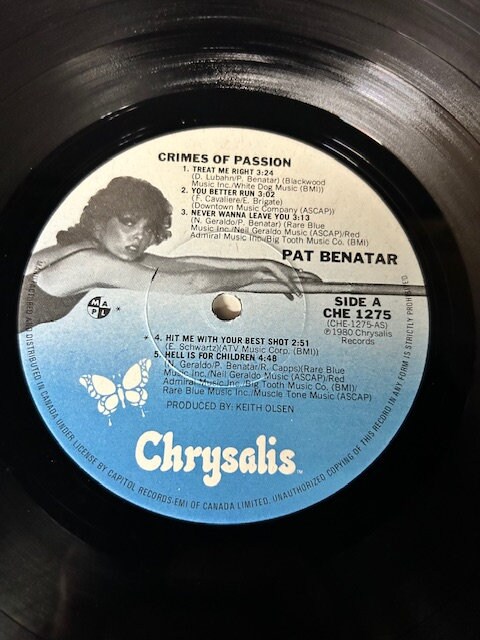 CRIMES OF PASSION
1. TREAT ME RIGHT 3:24
(D. Lubahn/P. Benatar) (Blackwood
Music Inc./White Dog Music (BMI))
2. YOU BETTER RUN 3:02
(F. Cavaliere/E. Brigate)
(Downtown Music Company (ASCAP))
3. NEVER WANNA LEAVE YOU 3:13
(N. Geraldo/P. Benatar) (Rare Blue
Music Inc./Neil Geraldo Music (ASCAP)/Red
Admiral Music Inc./Big Tooth Music Co. (BMI)
PAT BENATAR
M A P L
SIDE A
CHE 1275
(CHE-1275-AS)
℗ 1980 Chrysalis
Records
* 4. HIT ME WITH YOUR BEST SHOT 2:51
(E. Schwartz)(ATV Music Corp. (BMI))
5. HELL IS FOR CHILDREN 4:48
(N. Geraldo/P. Benatar/R. Capps)(Rare Blue
Music Inc./Neil Geraldo Music (ASCAP)/Red
Admiral Music Inc./Big Tooth Music Co. (BMI)/
Rare Blue Music Inc./Muscle Tone Music (ASCAP)
PRODUCED BY: KEITH OLSEN
Chrysalis™
MANUFACTURED AND DISTRIBUTED IN CANADA UNDER LICENSE BY CAPITOL RECORDS-EMI OF CANADA LIMITED. UNAUTHORIZED COPYING OF THIS RECORD IN ANY FORM IS STRICTLY PROHIBITED.